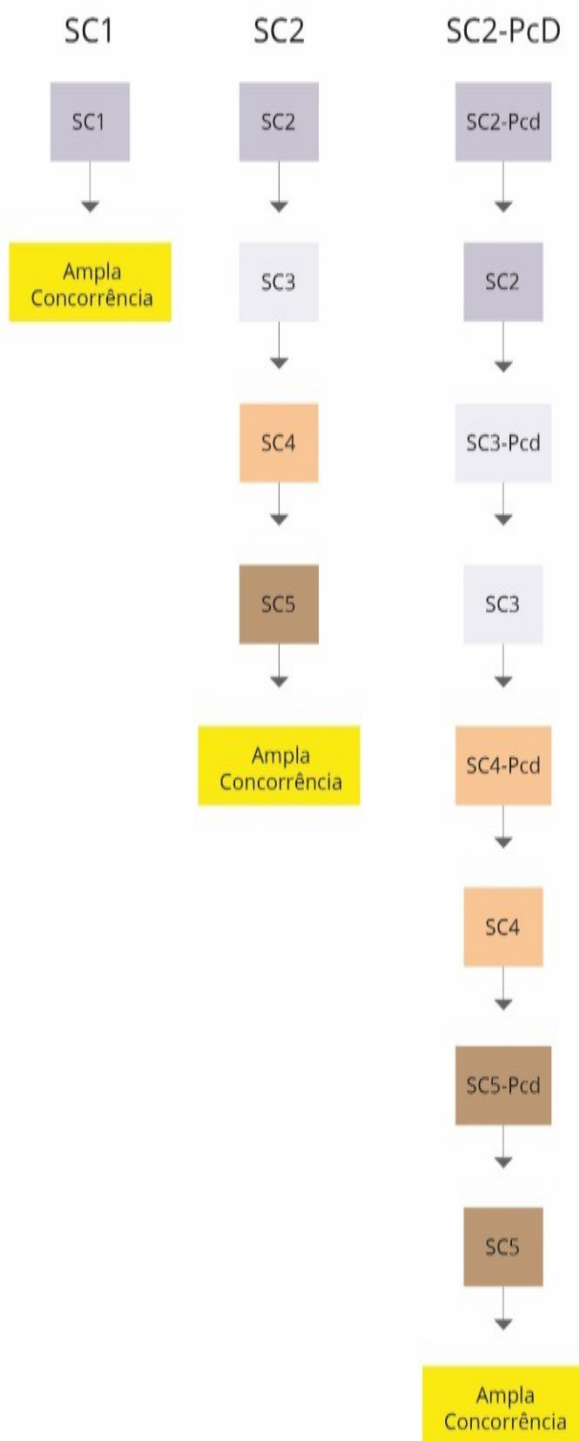 SC1
SC1
Ampla
Concorrência
SC2
SC2
SC3
SC4
SC5
Ampla
Concorrência
SC2-PcD
SC2-Pcd
SC2
SC3-Pcd
SC3
SC4-Pcd
SC4
SC5-Pcd
SC5
Ampla
Concorrência